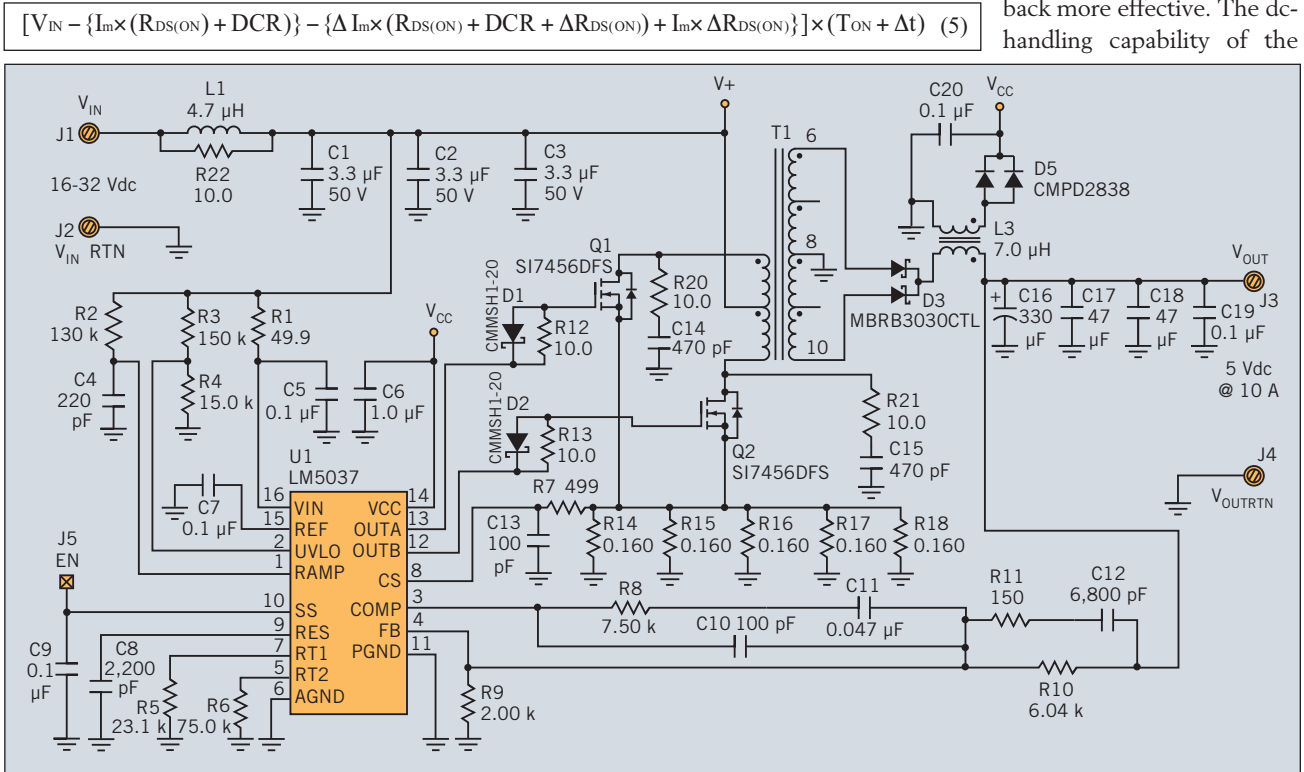 [VIN – {Im×(RDS(ON) + DCR)} – {Δ Im×(RDS(ON) + DCR + ΔRDS(ON)) + Im× ΔRDS(ON)}]×(TON + Δt) (5)
back more effective. The dc-
handling capability of the
VIN
J1
L1
4.7 µH
R22
10.0
16-32 Vdc
J2
VIN RTN
C1
3.3 µF
50 V
C2
3.3 µF
50 V
C3
3.3 µF
50 V
V+
T1
6
8
10
C20
0.1 µF
VCC
D5
CMPD2838
L3
7.0 µH
D3
MBRB3030CTL
VOUT
J3
+
C16
330
µF
C17
47
µF
C18
47
µF
C19
0.1 µF
5 Vdc
@ 10 A
J4
VOUTRTN
Q1
SI7456DFS
R20
10.0
C14
470 pF
Q2
SI7456DFS
R21
10.0
C15
470 pF
R2
130 k
R3
150 k
R1
49.9
C4
220
pF
R4
15.0 k
C5
0.1 µF
C6
1.0 µF
VCC
D1
CMMSH1-20
R12
10.0
D2
CMMSH1-20
R13
10.0
U1
LM5037
C7
0.1 µF
16 VIN
15 REF
2 UVLO
1 RAMP
10 SS
9 RES
7 RT1
5 RT2
6 AGND
VCC 14
OUTA 13
OUTB 12
CS 8
COMP 3
FB 4
PGND 11
J5
EN
C9
0.1
µF
C8
2,200
pF
R5
23.1 k
R6
75.0 k
R7 499
C13
100
pF
R14
0.160
R15
0.160
R16
0.160
R17
0.160
R18
0.160
R8
7.50 k
C11
0.047 µF
C10 100 pF
R9
2.00 k
R11
150
C12
6,800 pF
R10
6.04 k